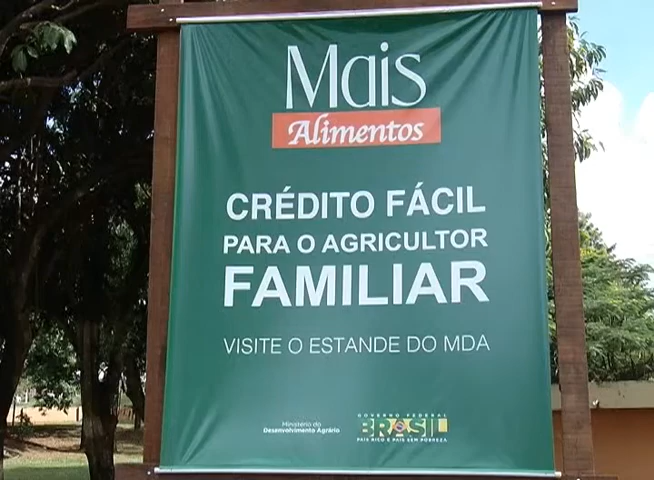 Mais
Alimentos
CRÉDITO FÁCIL
PARA O AGRICULTOR
FAMILIAR
VISITE O ESTANDE DO MDA
Ministério do
Desenvolvimento Agrário
GOVERNO FEDERAL
BRASIL
PAÍS RICO É PAÍS SEM POBREZA